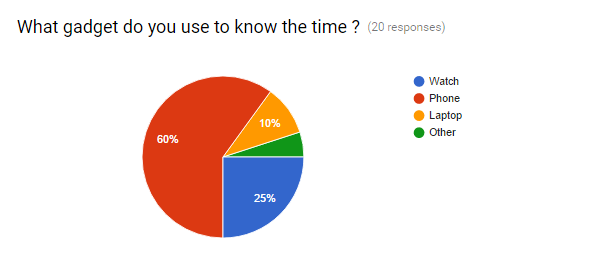 What gadget do you use to know the time ? (20 responses)
Watch
Phone
Laptop
Other
10%
60%
25%